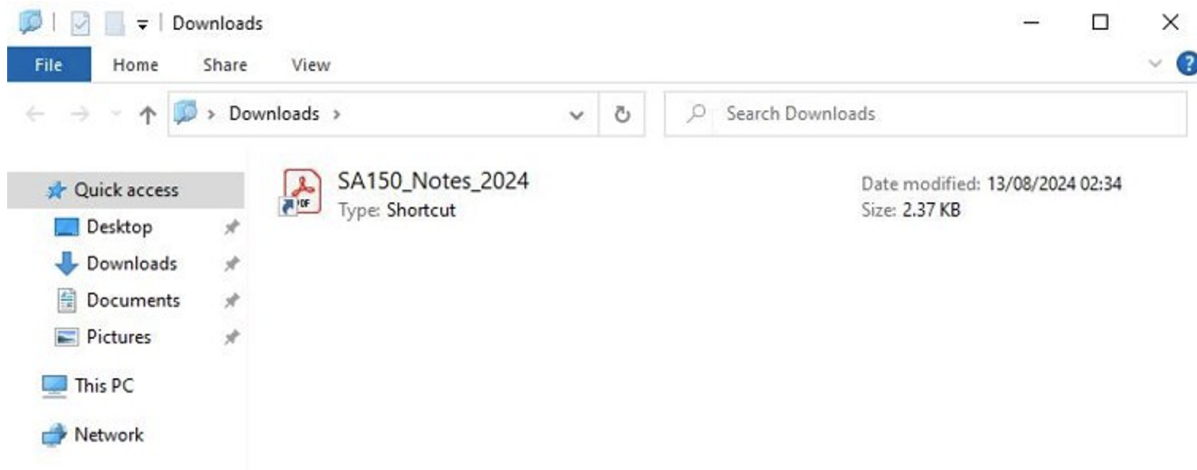 Downloads
File Home Share View
Downloads
Search Downloads
Quick access
Desktop
Downloads
Documents
Pictures
This PC
Network
SA150_Notes_2024
Type: Shortcut
Date modified: 13/08/2024 02:34
Size: 2.37 KB